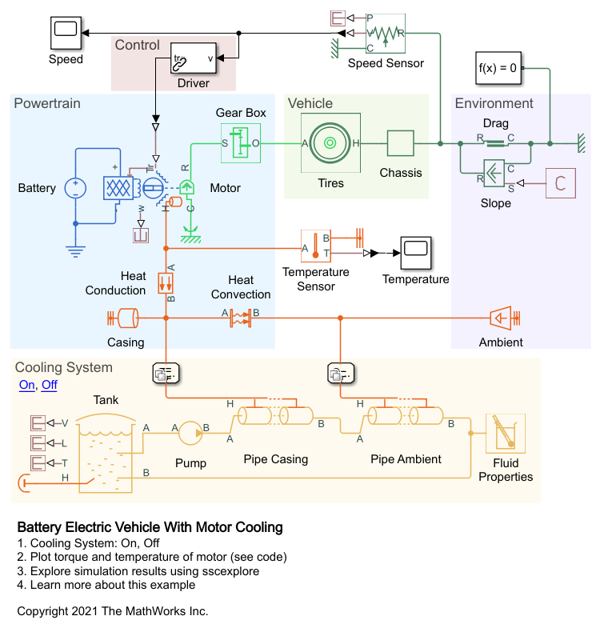 P
V R
C
Speed
Speed Sensor
Control
tr v
Driver
f(x) = 0
Powertrain
Vehicle
Environment
Gear Box
Drag
S O
A H
R C
Battery
+
Tr
R
Motor
Tires
Chassis
C
R
S
C
Slope
w
H
C
A
A
B
T
Heat
Conduction
B
Temperature
Sensor
Temperature
Heat
Convection
A B
Casing
Ambient
Cooling System
On, Off
Tank
H
H
V
L
T
H
A
A B
A
B
A
B
B
Pump
Pipe Casing
Pipe Ambient
Fluid
Properties
Battery Electric Vehicle With Motor Cooling
1. Cooling System: On, Off
2. Plot torque and temperature of motor (see code)
3. Explore simulation results using sscexplore
4. Learn more about this example
Copyright 2021 The MathWorks Inc.